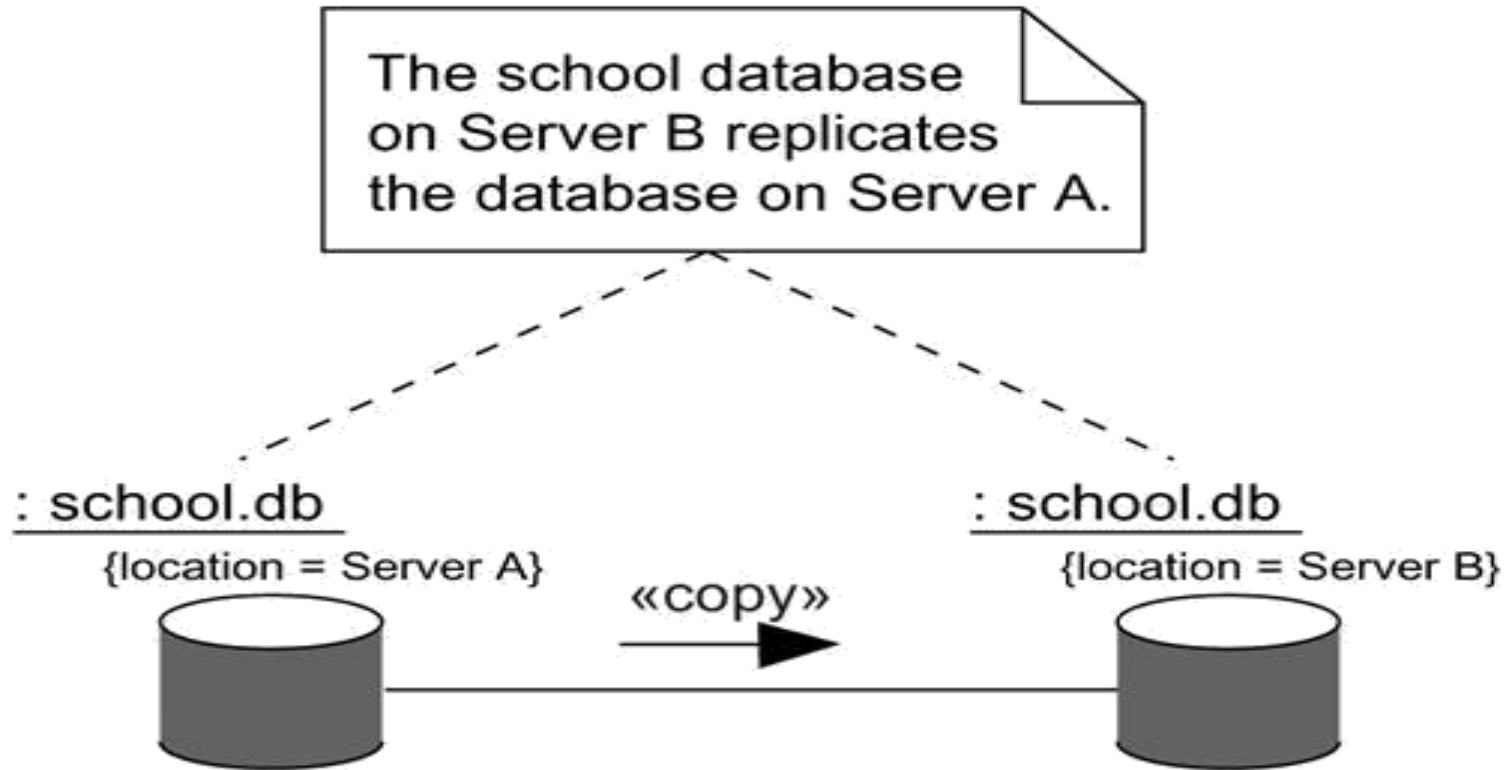 The school database
on Server B replicates
the database on Server A.
: school.db
{location = Server A}
«copy»
: school.db
{location = Server B}